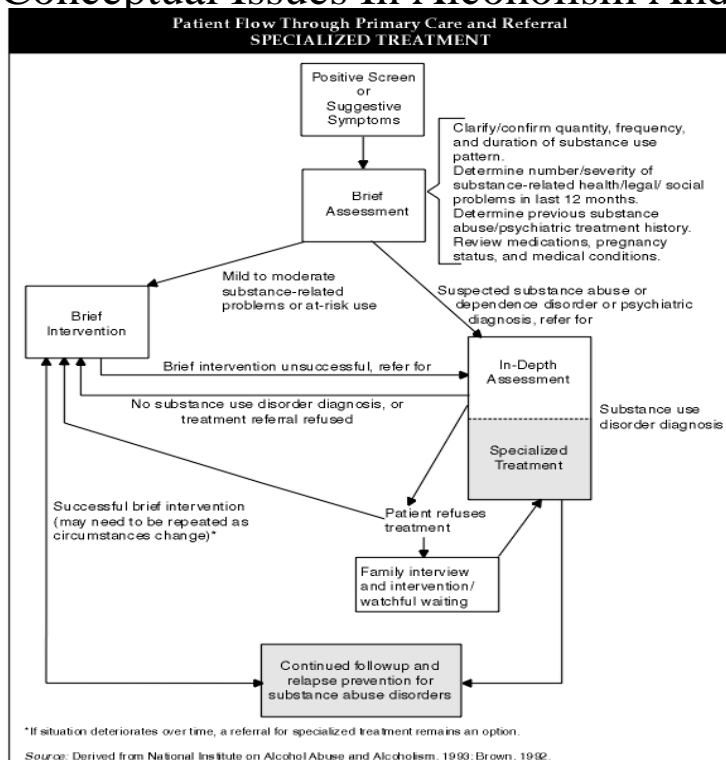 Conceptual Issues In Alcoholism And
Patient Flow Through Primary Care and Referral
SPECIALIZED TREATMENT
Positive Screen
or
Suggestive
Symptoms
Brief
Assessment
Clarify/confirm quantity, frequency,
and duration of substance use
pattern.
Determine number/severity of
substance-related health/legal/ social
problems in last 12 months.
Determine previous substance
abuse/psychiatric treatment history.
Review medications, pregnancy
status, and medical conditions.
Mild to moderate
substance-related
problems or at-risk use
Suspected substance abuse or
dependence disorder or psychiatric
diagnosis, refer for
Brief
Intervention
In-Depth
Assessment
Brief intervention unsuccessful, refer for
No substance use disorder diagnosis, or
treatment referral refused
Substance use
disorder diagnosis
Specialized
Treatment
Successful brief intervention
(may need to be repeated as
circumstances change)*
Patient refuses
treatment
Family interview
and intervention/
watchful waiting
Continued followup and
relapse prevention for
substance abuse disorders
*If situation deteriorates over time, a referral for specialized treatment remains an option.
Source: Derived from National Institute on Alcohol Abuse and Alcoholism, 1993; Brown, 1992.